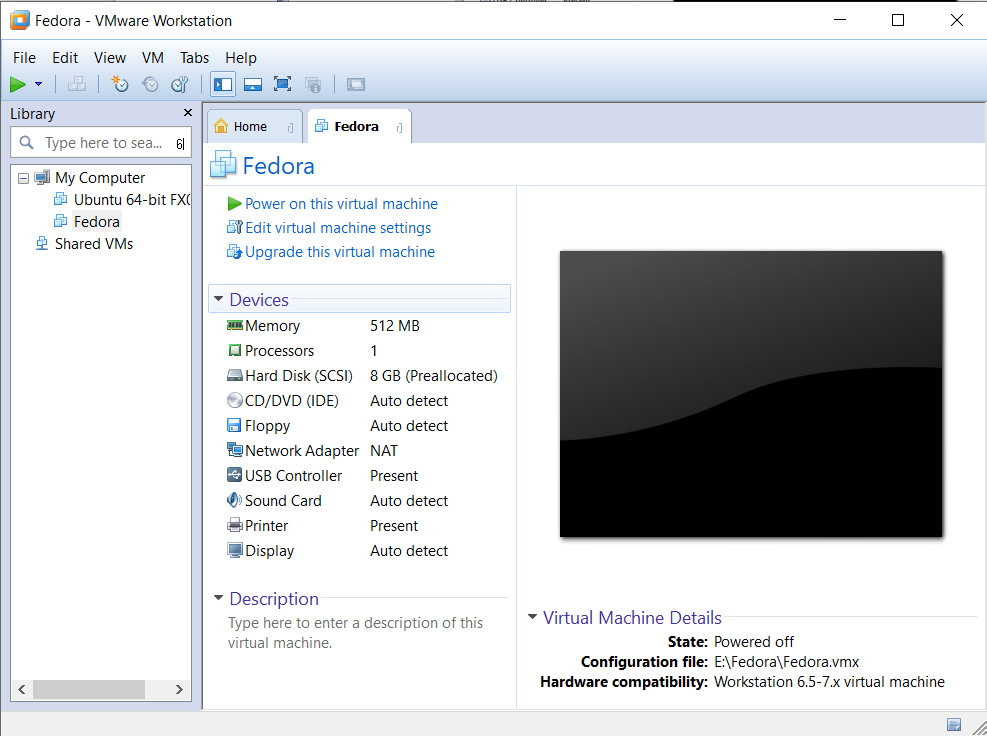 Fedora - VMware Workstation
File Edit View VM Tabs Help
Library
Type here to sea...
My Computer
Ubuntu 64-bit FX
Fedora
Shared VMs
Home
Fedora
Fedora
Power on this virtual machine
Edit virtual machine settings
Upgrade this virtual machine
Devices
Memory 512 MB
Processors 1
Hard Disk (SCSI) 8 GB (Preallocated)
CD/DVD (IDE) Auto detect
Floppy Auto detect
Network Adapter NAT
USB Controller Present
Sound Card Auto detect
Printer Present
Display Auto detect
Description
Type here to enter a description of this
virtual machine.
Virtual Machine Details
State: Powered off
Configuration file: E:\Fedora\Fedora.vmx
Hardware compatibility: Workstation 6.5-7.x virtual machine